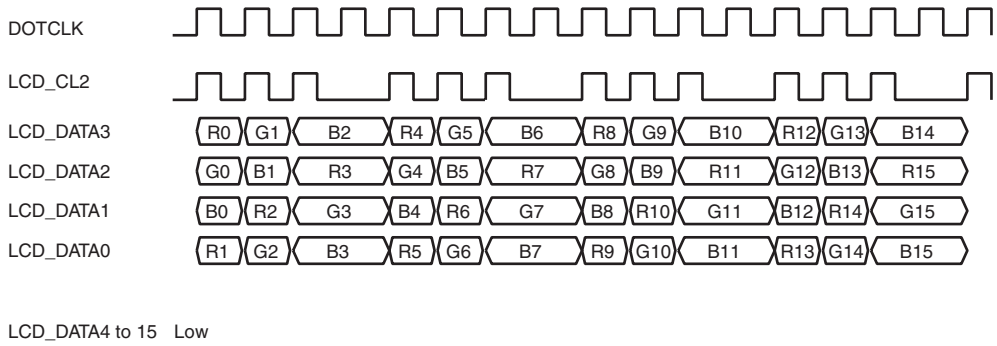 DOTCLK
LCD_CL2
LCD_DATA3 R0 G1 B2 R4 G5 B6 R8 G9 B10 R12 G13 B14
LCD_DATA2 G0 B1 R3 G4 B5 R7 G8 B9 R11 G12 B13 R15
LCD_DATA1 B0 R2 G3 B4 R6 G7 B8 R10 G11 B12 R14 G15
LCD_DATA0 R1 G2 B3 R5 G6 B7 R9 G10 B11 R13 G14 B15
LCD_DATA4 to 15 Low